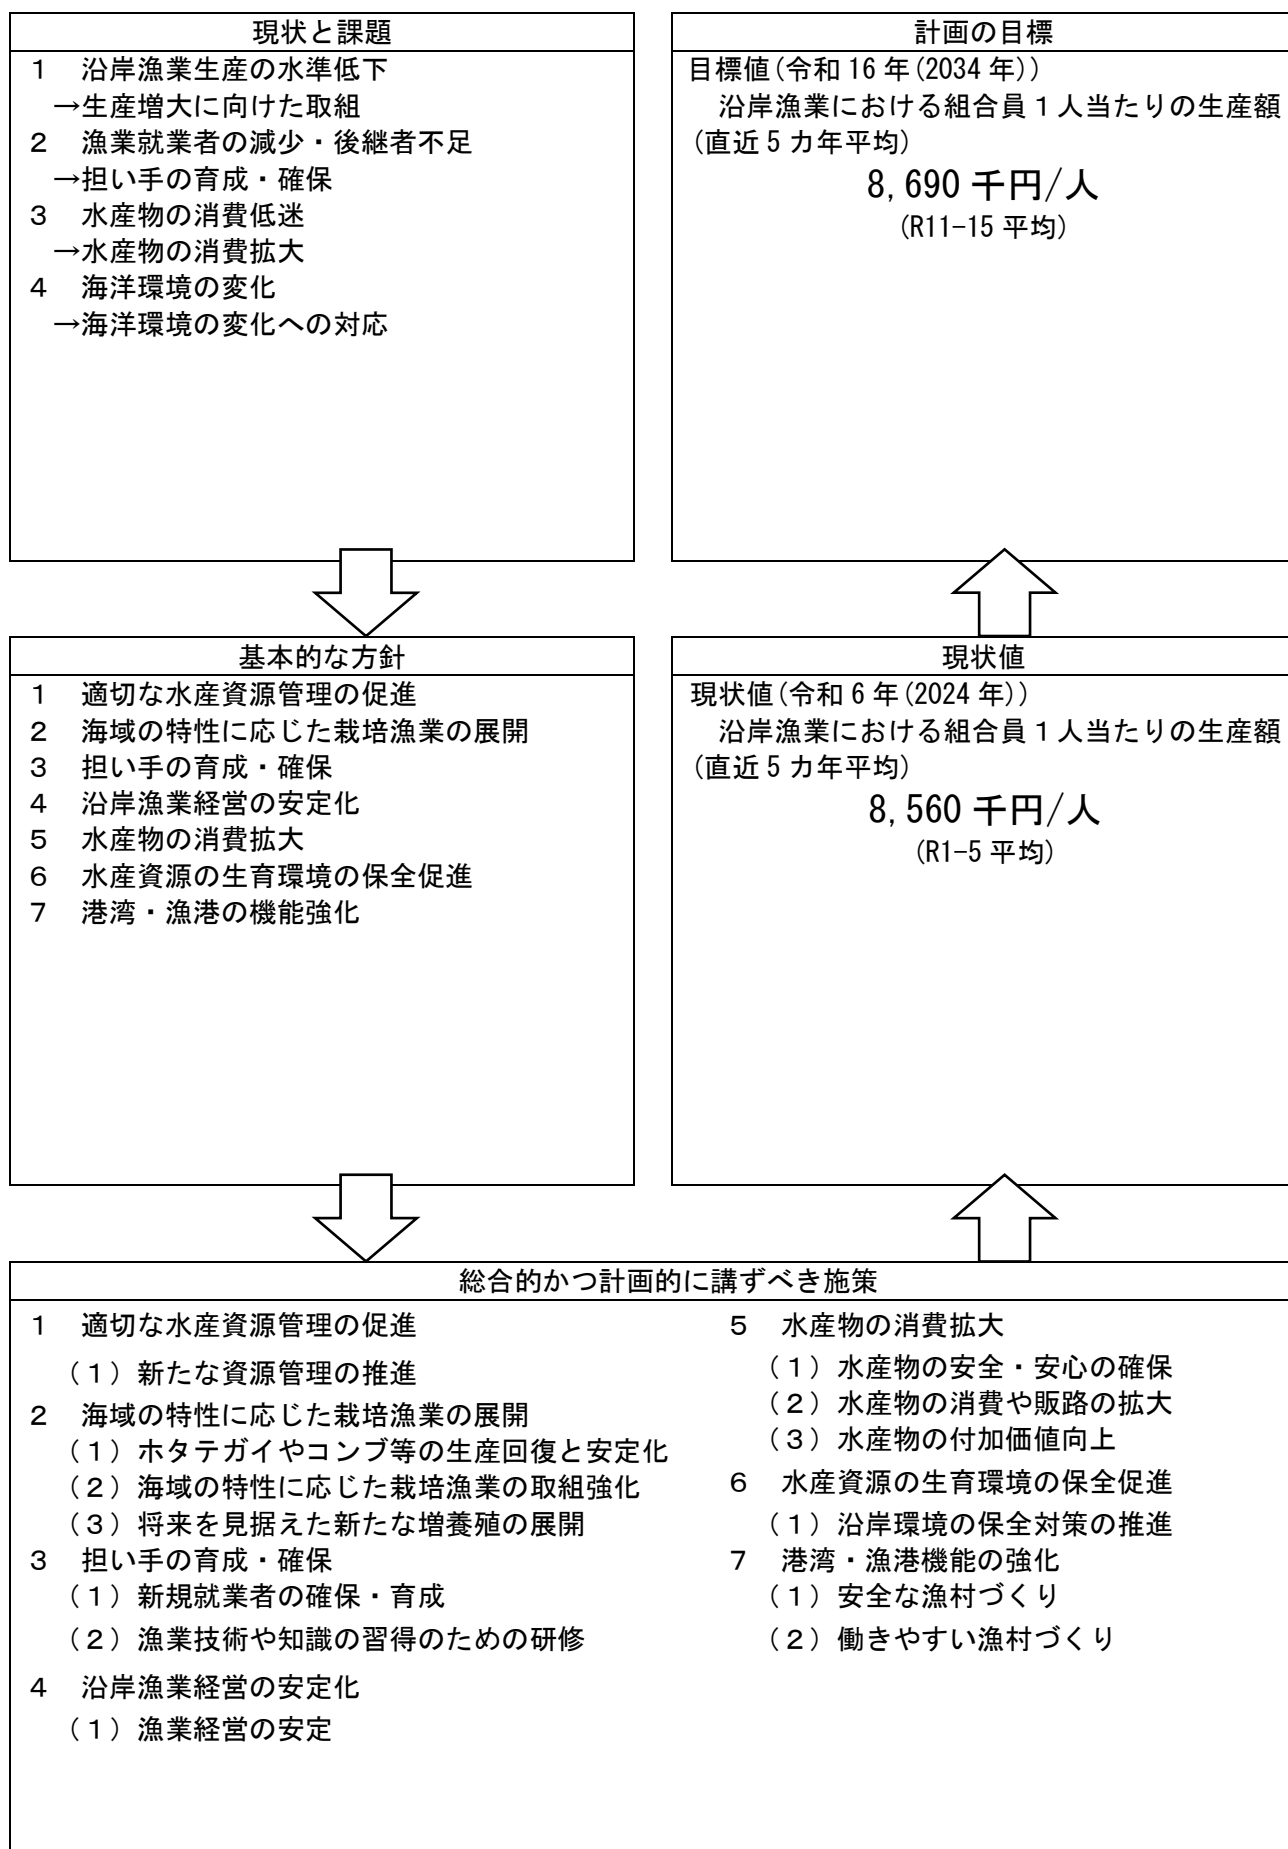 現状と課題
1 沿岸漁業生産の水準低下
→生産増大に向けた取組
2 漁業就業者の減少・後継者不足
→担い手の育成・確保
3 水産物の消費低迷
→水産物の消費拡大
4 海洋環境の変化
→海洋環境の変化への対応
計画の目標
目標値(令和16年(2034年))
沿岸漁業における組合員1人当たりの生産額
(直近5カ年平均)
8,690千円/人
(R11-15平均)
基本的な方針
1 適切な水産資源管理の促進
2 海域の特性に応じた栽培漁業の展開
3 担い手の育成・確保
4 沿岸漁業経営の安定化
5 水産物の消費拡大
6 水産資源の生育環境の保全促進
7 港湾・漁港の機能強化
現状値
現状値(令和6年(2024年))
沿岸漁業における組合員1人当たりの生産額
(直近5カ年平均)
8,560千円/人
(R1-5平均)
総合的かつ計画的に講ずべき施策
1 適切な水産資源管理の促進
(1)新たな資源管理の推進
2 海域の特性に応じた栽培漁業の展開
(1)ホタテガイやコンブ等の生産回復と安定化
(2)海域の特性に応じた栽培漁業の取組強化
(3)将来を見据えた新たな増養殖の展開
3 担い手の育成・確保
(1)新規就業者の確保・育成
(2)漁業技術や知識の習得のための研修
4 沿岸漁業経営の安定化
(1)漁業経営の安定
5 水産物の消費拡大
(1)水産物の安全・安心の確保
(2)水産物の消費や販路の拡大
(3)水産物の付加価値向上
6 水産資源の生育環境の保全促進
(1)沿岸環境の保全対策の推進
7 港湾・漁港機能の強化
(1)安全な漁村づくり
(2)働きやすい漁村づくり